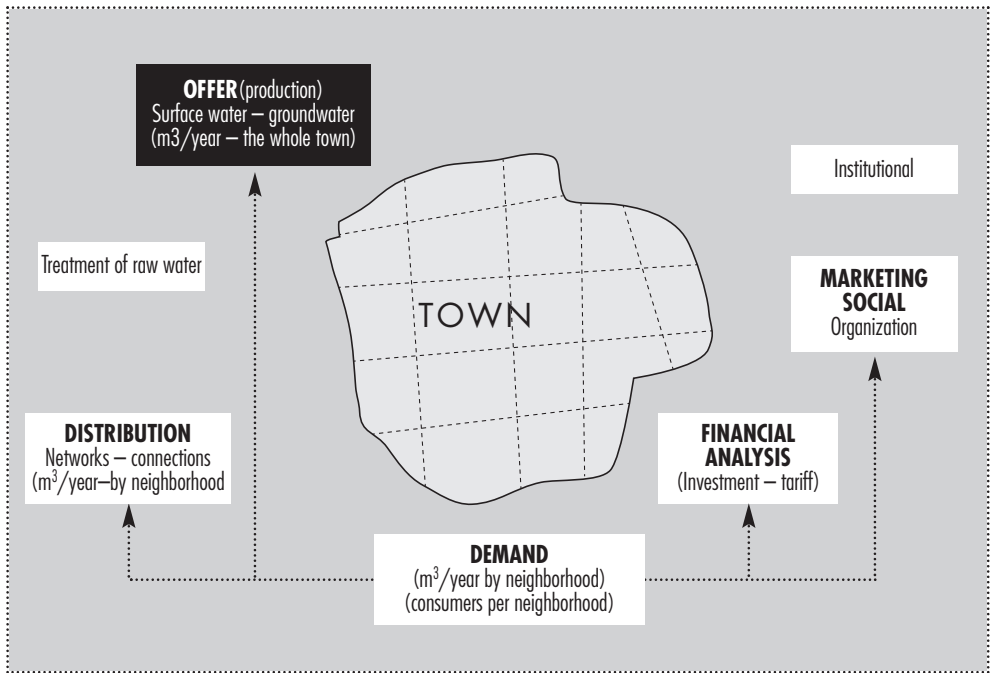 OFFER (production)
Surface water – groundwater
(m3/year – the whole town)
Institutional
Treatment of raw water
MARKETING
SOCIAL
Organization
TOWN
DISTRIBUTION
Networks – connections
(m³/year–by neighborhood
FINANCIAL
ANALYSIS
(Investment – tariff)
DEMAND
(m³/year by neighborhood)
(consumers per neighborhood)